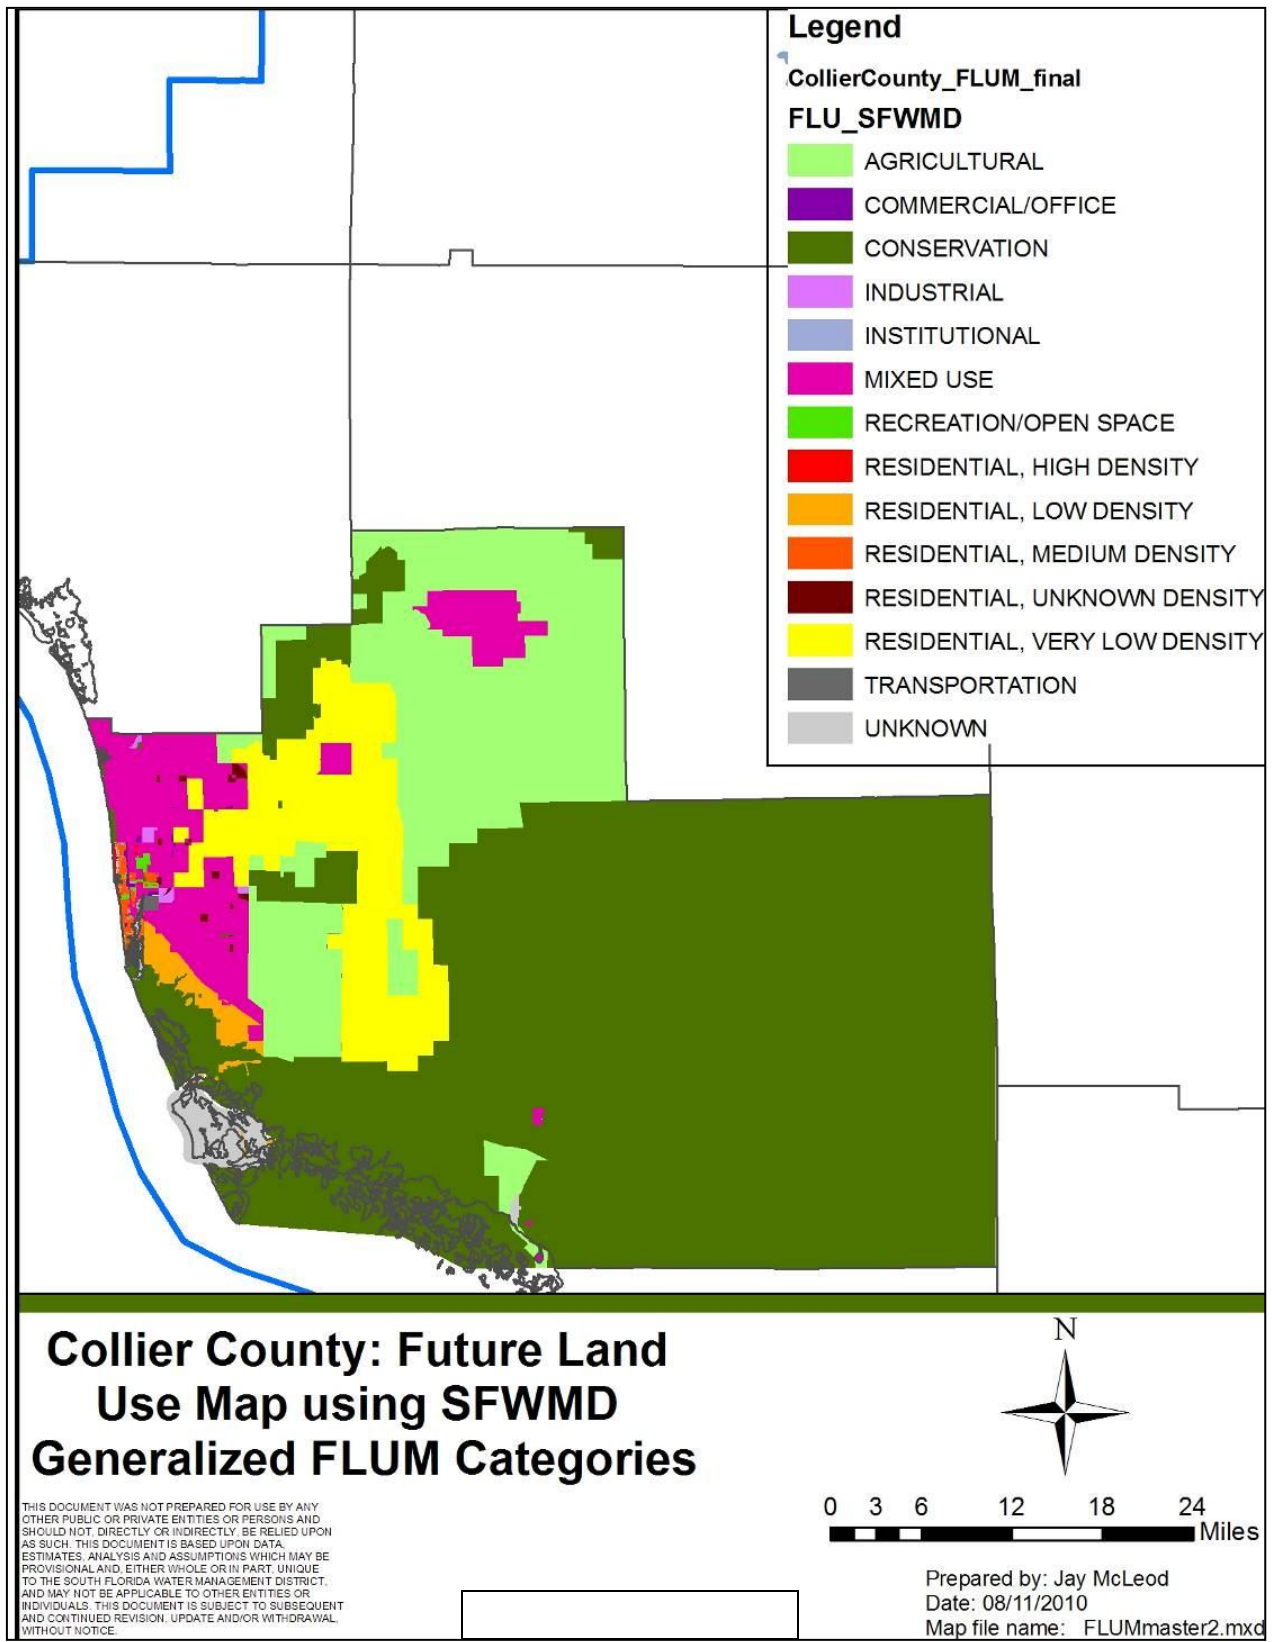 Legend
CollierCounty_FLUM_final
FLU_SFWMD
AGRICULTURAL
COMMERCIAL/OFFICE
CONSERVATION
INDUSTRIAL
INSTITUTIONAL
MIXED USE
RECREATION/OPEN SPACE
RESIDENTIAL, HIGH DENSITY
RESIDENTIAL, LOW DENSITY
RESIDENTIAL, MEDIUM DENSITY
RESIDENTIAL, UNKNOWN DENSITY
RESIDENTIAL, VERY LOW DENSITY
TRANSPORTATION
UNKNOWN
Collier County: Future Land
Use Map using SFWMD
Generalized FLUM Categories
THIS DOCUMENT WAS NOT PREPARED FOR USE BY ANY
OTHER PUBLIC OR PRIVATE ENTITIES OR PERSONS AND
SHOULD NOT, DIRECTLY OR INDIRECTLY, BE RELIED UPON
AS SUCH. THIS DOCUMENT IS BASED UPON DATA,
ESTIMATES, ANALYSIS AND ASSUMPTIONS WHICH MAY BE
PROVISIONAL AND, EITHER WHOLE OR IN PART, UNIQUE
TO THE SOUTH FLORIDA WATER MANAGEMENT DISTRICT,
AND MAY NOT BE APPLICABLE TO OTHER ENTITIES OR
INDIVIDUALS. THIS DOCUMENT IS SUBJECT TO SUBSEQUENT
AND CONTINUED REVISION, UPDATE AND/OR WITHDRAWAL,
WITHOUT NOTICE.
N
0 3 6 12 18 24
Miles
Prepared by: Jay McLeod
Date: 08/11/2010
Map file name: FLUMmaster2.mxd